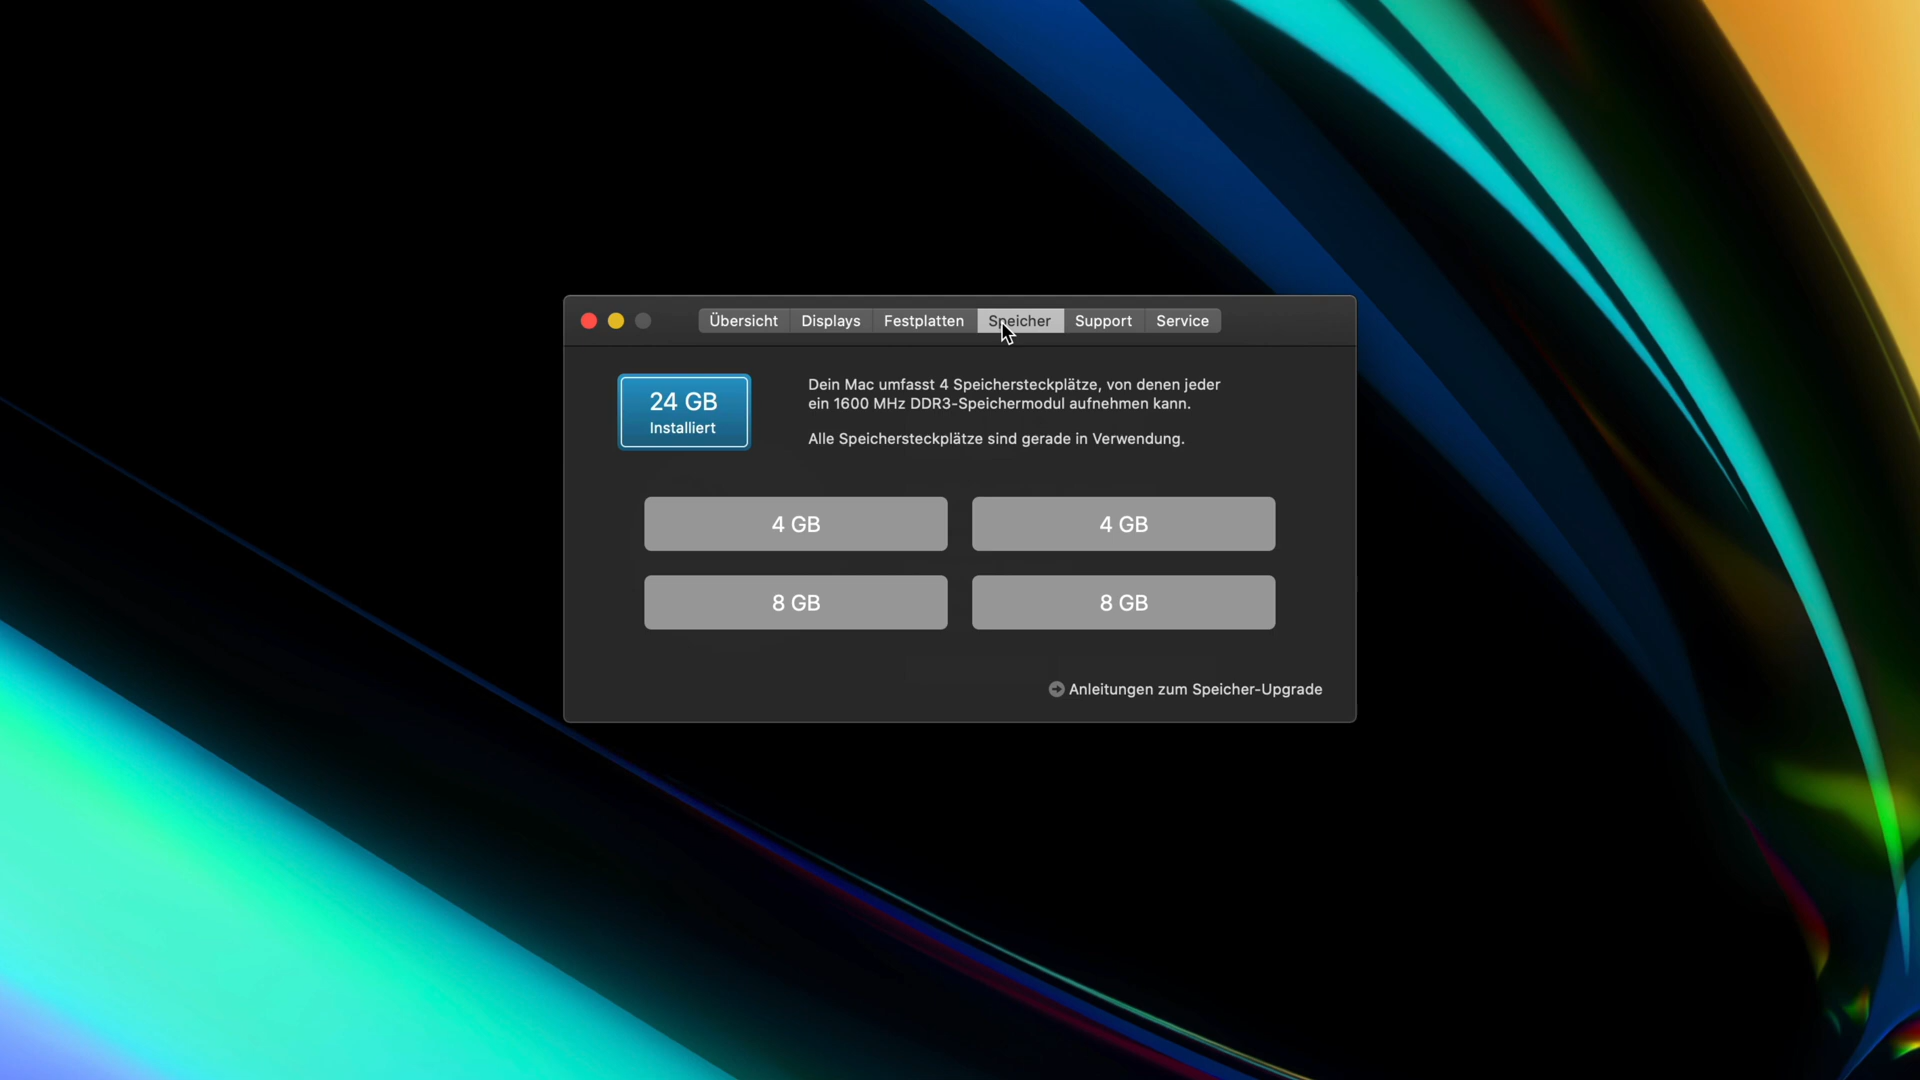 Übersicht Displays Festplatten Speicher Support Service
24 GB
Installiert
Dein Mac umfasst 4 Speichersteckplätze, von denen jeder
ein 1600 MHz DDR3-Speichermodul aufnehmen kann.
Alle Speichersteckplätze sind gerade in Verwendung.
4 GB 4 GB
8 GB 8 GB
Anleitungen zum Speicher-Upgrade